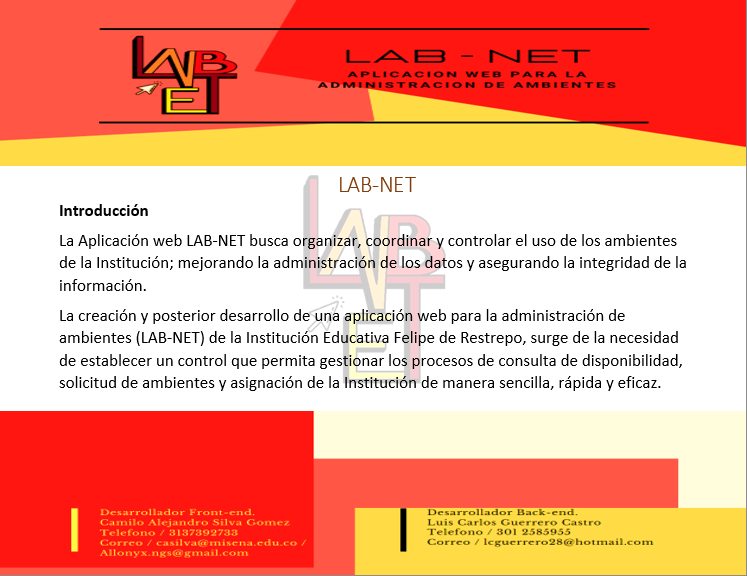 LAB
NET
LAB - NET
APLICACION WEB PARA LA
ADMINISTRACION DE AMBIENTES
LAB-NET
Introducción
La Aplicación web LAB-NET busca organizar, coordinar y controlar el uso de los ambientes
de la Institución; mejorando la administración de los datos y asegurando la integridad de la
información.
La creación y posterior desarrollo de una aplicación web para la administración de
ambientes (LAB-NET) de la Institución Educativa Felipe de Restrepo, surge de la necesidad
de establecer un control que permita gestionar los procesos de consulta de disponibilidad,
solicitud de ambientes y asignación de la Institución de manera sencilla, rápida y eficaz.
LAB
NET
Desarrollador Front-end.
Camilo Alejandro Silva Gomez
Telefono / 3137392733
Correo / casilva@misena.edu.co /
Allonyx.ngs@gmail.com
Desarrollador Back-end.
Luis Carlos Guerrero Castro
Telefono / 301 2585955
Correo / lcguerrero28@hotmail.com